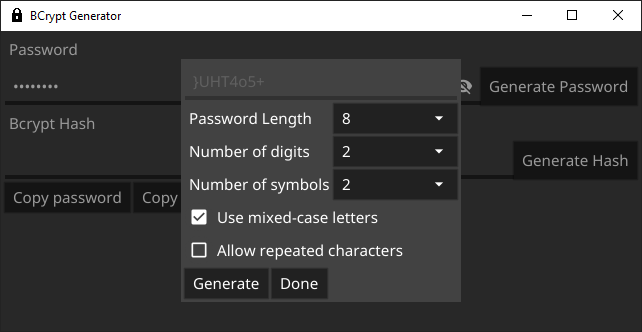 BCrypt Generator
Password
••••••••
Generate Password
}UHT4o5+
Password Length 8
Number of digits 2
Number of symbols 2
Use mixed-case letters
Allow repeated characters
Generate Done
Bcrypt Hash
Generate Hash
Copy password Copy